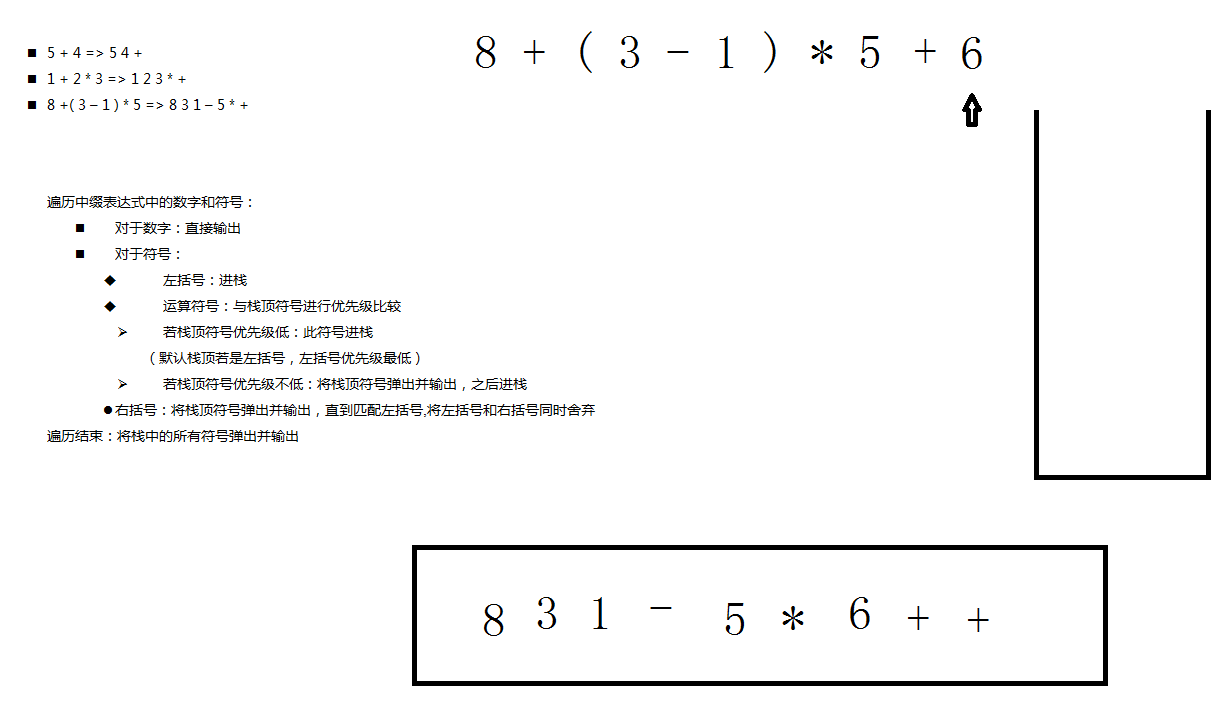 8 + ( 3 - 1 ) * 5 + 6
■ 5 + 4 => 5 4 +
■ 1 + 2 * 3 => 1 2 3 * +
■ 8 +( 3 – 1 ) * 5 => 8 3 1 – 5 * +
遍历中缀表达式中的数字和符号：
■ 对于数字：直接输出
■ 对于符号：
◆ 左括号：进栈
◆ 运算符号：与栈顶符号进行优先级比较
➢ 若栈顶符号优先级低：此符号进栈
（默认栈顶若是左括号，左括号优先级最低）
➢ 若栈顶符号优先级不低：将栈顶符号弹出并输出，之后进栈
●右括号：将栈顶符号弹出并输出，直到匹配左括号,将左括号和右括号同时舍弃
遍历结束：将栈中的所有符号弹出并输出
8 3 1 - 5 * 6 + +